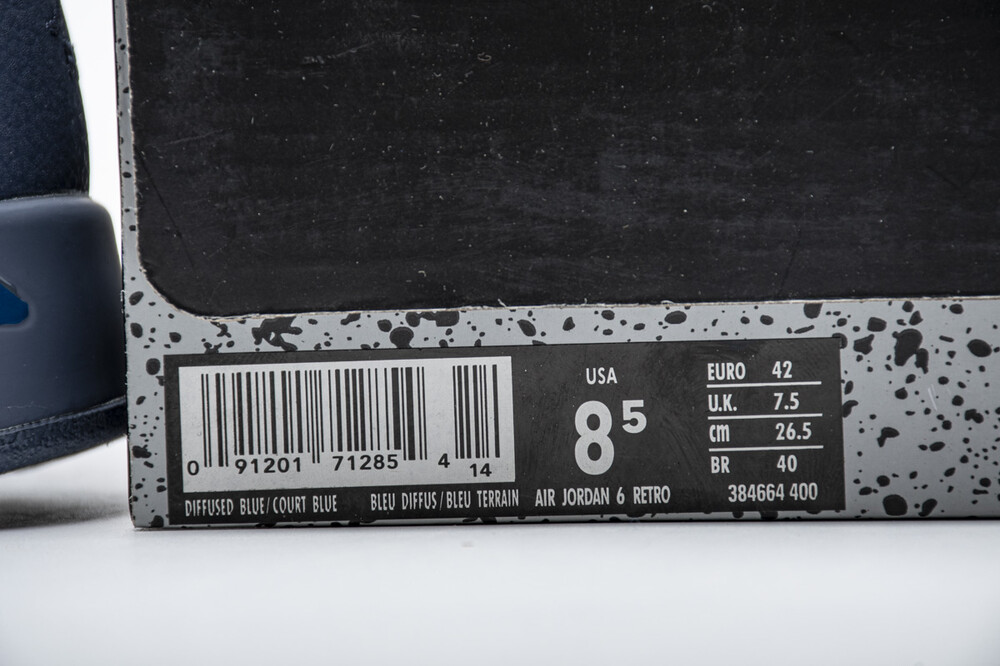 0 91201 71285 4 14
DIFFUSED BLUE/COURT BLUE BLEU DIFFUS/BLEU TERRAIN AIR JORDAN 6 RETRO
USA
8 5
EURO 42
U.K. 7.5
cm 26.5
BR 40
384664 400